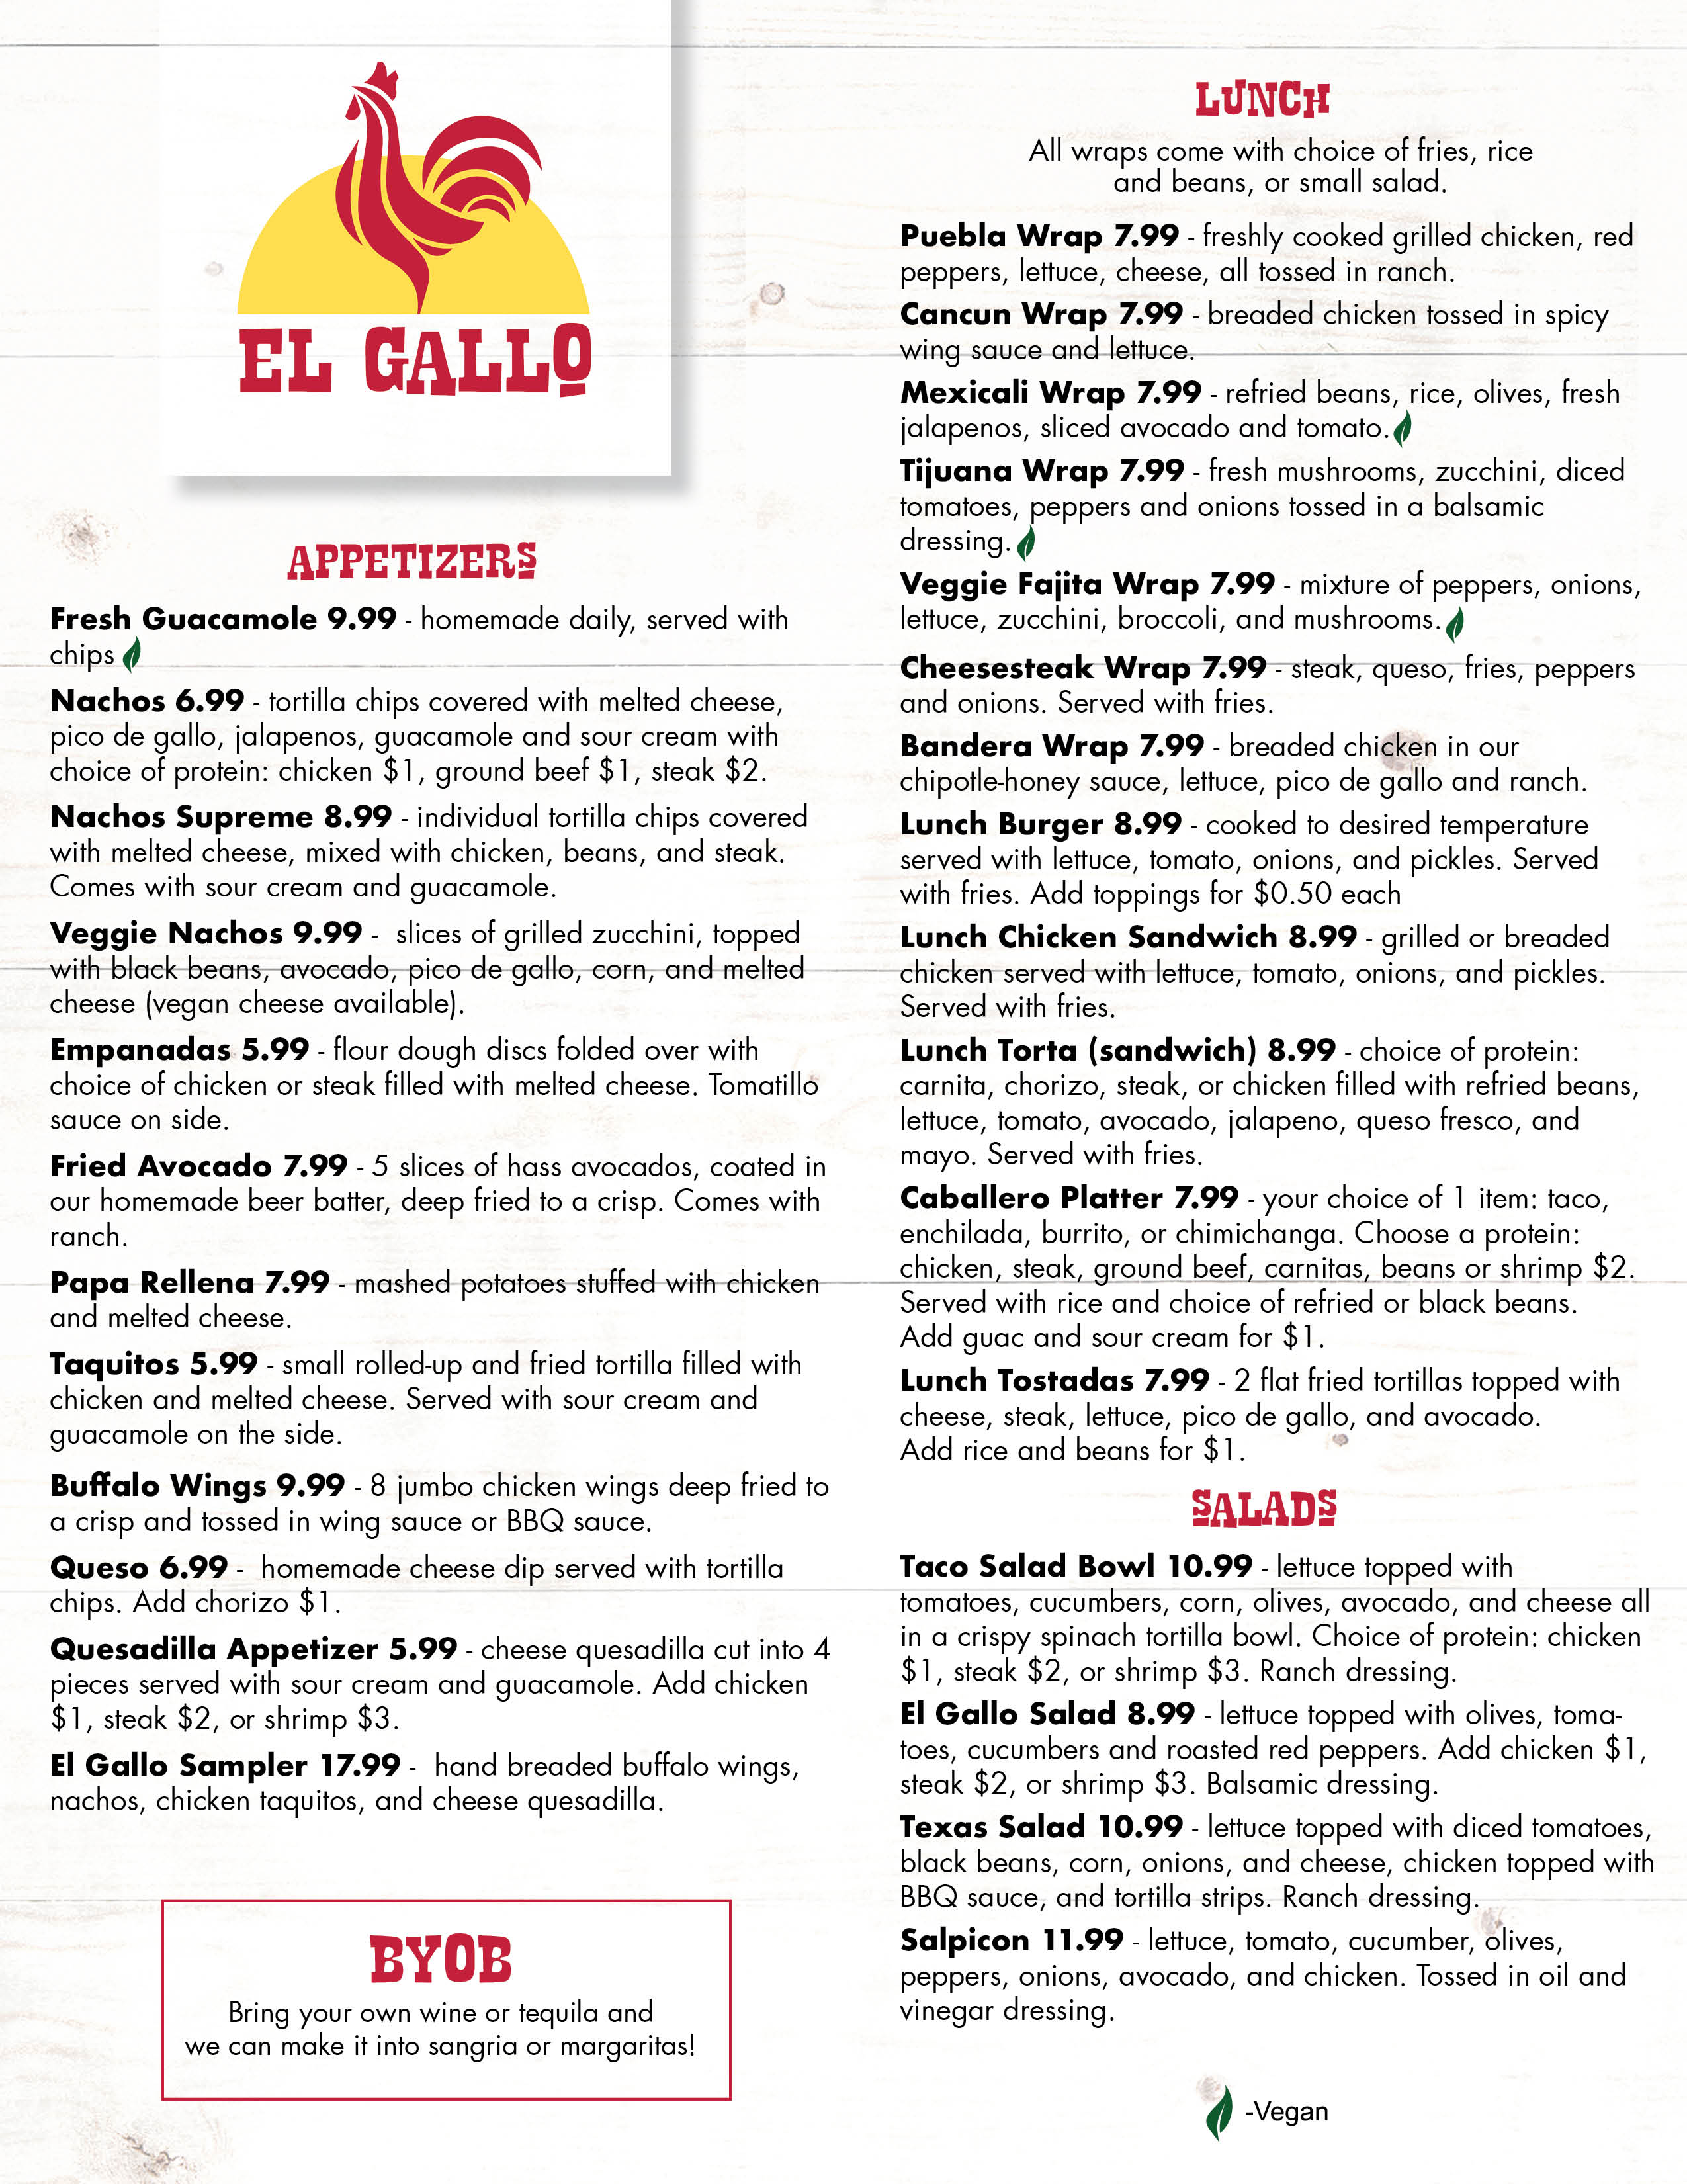 EL GALLO
APPETIZERS
Fresh Guacamole 9.99 - homemade daily, served with
chips
Nachos 6.99 - tortilla chips covered with melted cheese,
pico de gallo, jalapenos, guacamole and sour cream with
choice of protein: chicken $1, ground beef $1, steak $2.
Nachos Supreme 8.99 - individual tortilla chips covered
with melted cheese, mixed with chicken, beans, and steak.
Comes with sour cream and guacamole.
Veggie Nachos 9.99 - slices of grilled zucchini, topped
with black beans, avocado, pico de gallo, corn, and melted
cheese (vegan cheese available).
Empanadas 5.99 - flour dough discs folded over with
choice of chicken or steak filled with melted cheese. Tomatillo
sauce on side.
Fried Avocado 7.99 - 5 slices of hass avocados, coated in
our homemade beer batter, deep fried to a crisp. Comes with
ranch.
Papa Rellena 7.99 - mashed potatoes stuffed with chicken
and melted cheese.
Taquitos 5.99 - small rolled-up and fried tortilla filled with
chicken and melted cheese. Served with sour cream and
guacamole on the side.
Buffalo Wings 9.99 - 8 jumbo chicken wings deep fried to
a crisp and tossed in wing sauce or BBQ sauce.
Queso 6.99 - homemade cheese dip served with tortilla
chips. Add chorizo $1.
Quesadilla Appetizer 5.99 - cheese quesadilla cut into 4
pieces served with sour cream and guacamole. Add chicken
$1, steak $2, or shrimp $3.
El Gallo Sampler 17.99 - hand breaded buffalo wings,
nachos, chicken taquitos, and cheese quesadilla.
BYOB
Bring your own wine or tequila and
we can make it into sangria or margaritas!
LUNCH
All wraps come with choice of fries, rice
and beans, or small salad.
Puebla Wrap 7.99 - freshly cooked grilled chicken, red
peppers, lettuce, cheese, all tossed in ranch.
Cancun Wrap 7.99 - breaded chicken tossed in spicy
wing sauce and lettuce.
Mexicali Wrap 7.99 - refried beans, rice, olives, fresh
jalapenos, sliced avocado and tomato.
Tijuana Wrap 7.99 - fresh mushrooms, zucchini, diced
tomatoes, peppers and onions tossed in a balsamic
dressing.
Veggie Fajita Wrap 7.99 - mixture of peppers, onions,
lettuce, zucchini, broccoli, and mushrooms.
Cheesesteak Wrap 7.99 - steak, queso, fries, peppers
and onions. Served with fries.
Bandera Wrap 7.99 - breaded chicken in our
chipotle-honey sauce, lettuce, pico de gallo and ranch.
Lunch Burger 8.99 - cooked to desired temperature
served with lettuce, tomato, onions, and pickles. Served
with fries. Add toppings for $0.50 each
Lunch Chicken Sandwich 8.99 - grilled or breaded
chicken served with lettuce, tomato, onions, and pickles.
Served with fries.
Lunch Torta (sandwich) 8.99 - choice of protein:
carnita, chorizo, steak, or chicken filled with refried beans,
lettuce, tomato, avocado, jalapeno, queso fresco, and
mayo. Served with fries.
Caballero Platter 7.99 - your choice of 1 item: taco,
enchilada, burrito, or chimichanga. Choose a protein:
chicken, steak, ground beef, carnitas, beans or shrimp $2.
Served with rice and choice of refried or black beans.
Add guac and sour cream for $1.
Lunch Tostadas 7.99 - 2 flat fried tortillas topped with
cheese, steak, lettuce, pico de gallo, and avocado.
Add rice and beans for $1.
SALADS
Taco Salad Bowl 10.99 - lettuce topped with
tomatoes, cucumbers, corn, olives, avocado, and cheese all
in a crispy spinach tortilla bowl. Choice of protein: chicken
$1, steak $2, or shrimp $3. Ranch dressing.
El Gallo Salad 8.99 - lettuce topped with olives, toma-
toes, cucumbers and roasted red peppers. Add chicken $1,
steak $2, or shrimp $3. Balsamic dressing.
Texas Salad 10.99 - lettuce topped with diced tomatoes,
black beans, corn, onions, and cheese, chicken topped with
BBQ sauce, and tortilla strips. Ranch dressing.
Salpicon 11.99 - lettuce, tomato, cucumber, olives,
peppers, onions, avocado, and chicken. Tossed in oil and
vinegar dressing.
-Vegan